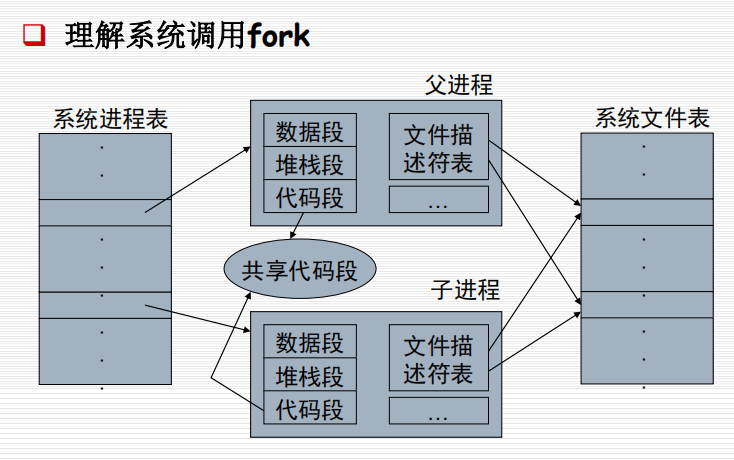 理解系统调用fork
父进程
系统进程表
系统文件表
数据段
堆栈段
代码段
文件描
述符表
...
共享代码段
子进程
数据段
堆栈段
代码段
文件描
述符表
...